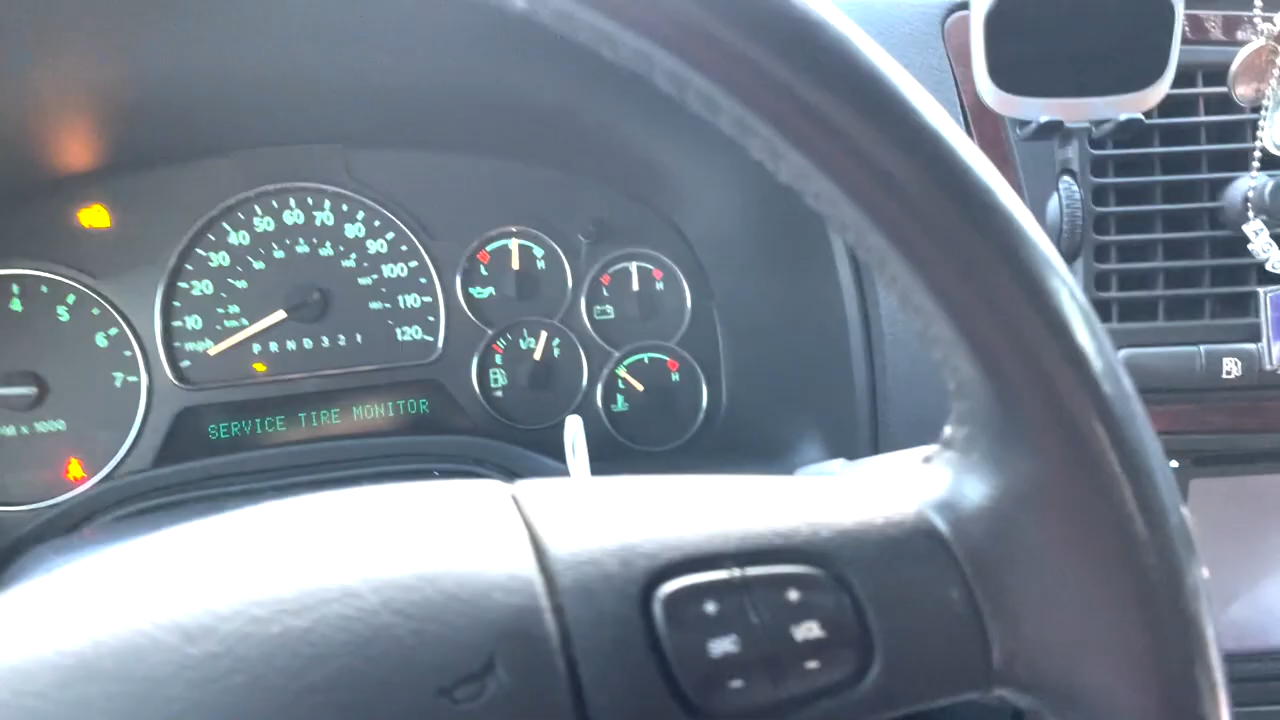 4 5 6 7
x 1000
10 20 30 40 50 60 70 80 90 100 110 120
mph
km/h
P R N D 3 2 1
SERVICE TIRE MONITOR
L H
L H
E 1/2 F
L H
SRC VOL